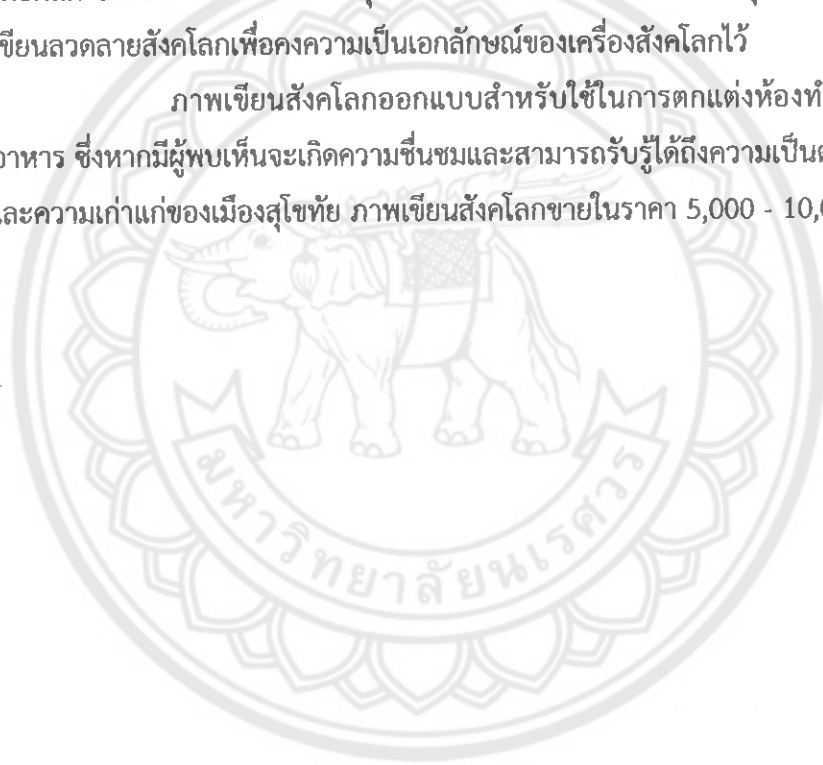 เขียนลวดลายสังคโลกเพื่อคงความเป็นเอกลักษณ์ของเครื่องสังคโลกไว้
ภาพเขียนสังคโลกออกแบบสำหรับใช้ในการตกแต่งห้องทำ
อาหาร ซึ่งหากมีผู้พบเห็นจะเกิดความชื่นชมและสามารถรับรู้ได้ถึงความเป็น
และความเก่าแก่ของเมืองสุโขทัย ภาพเขียนสังคโลกขายในราคา 5,000 - 10,0
มหาวิทยาลัยนเรศวร